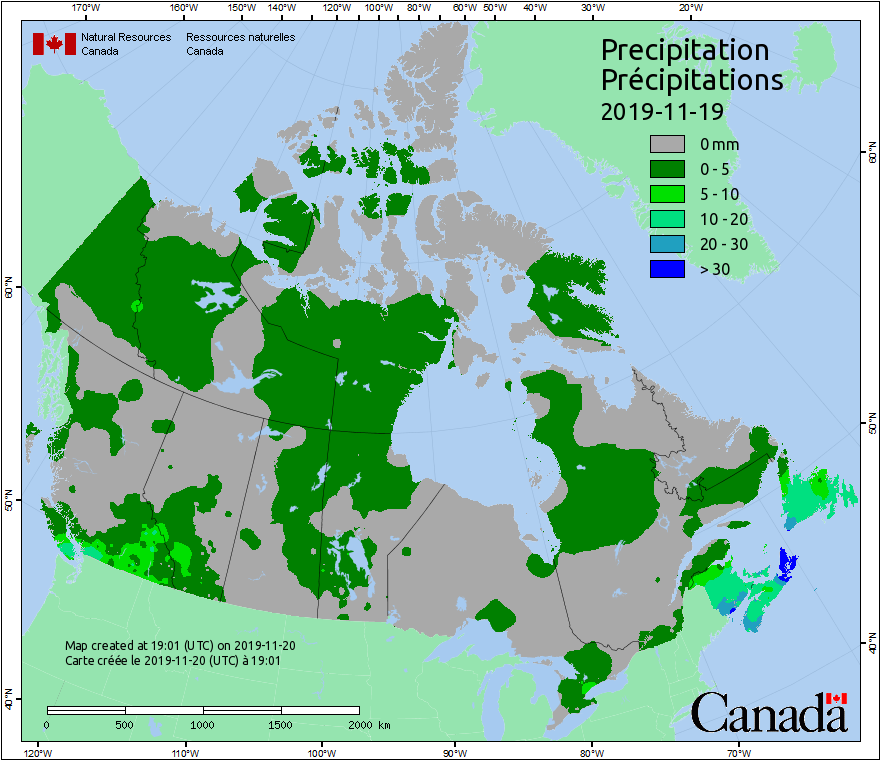 170°W 160°W 150°W 140°W 120°W 100°W 80°W 60°W 50°W 40°W 30°W 20°W
Natural Resources Ressources naturelles
Canada Canada
Precipitation
Précipitations
2019-11-19
0 mm
0 - 5
5 - 10
10 - 20
20 - 30
> 30
60°N
60°N
50°N
50°N
40°N
40°N
Map created at 19:01 (UTC) on 2019-11-20
Carte créée le 2019-11-20 (UTC) à 19:01
0 500 1000 1500 2000 km
Canada
120°W 110°W 100°W 90°W 80°W 70°W